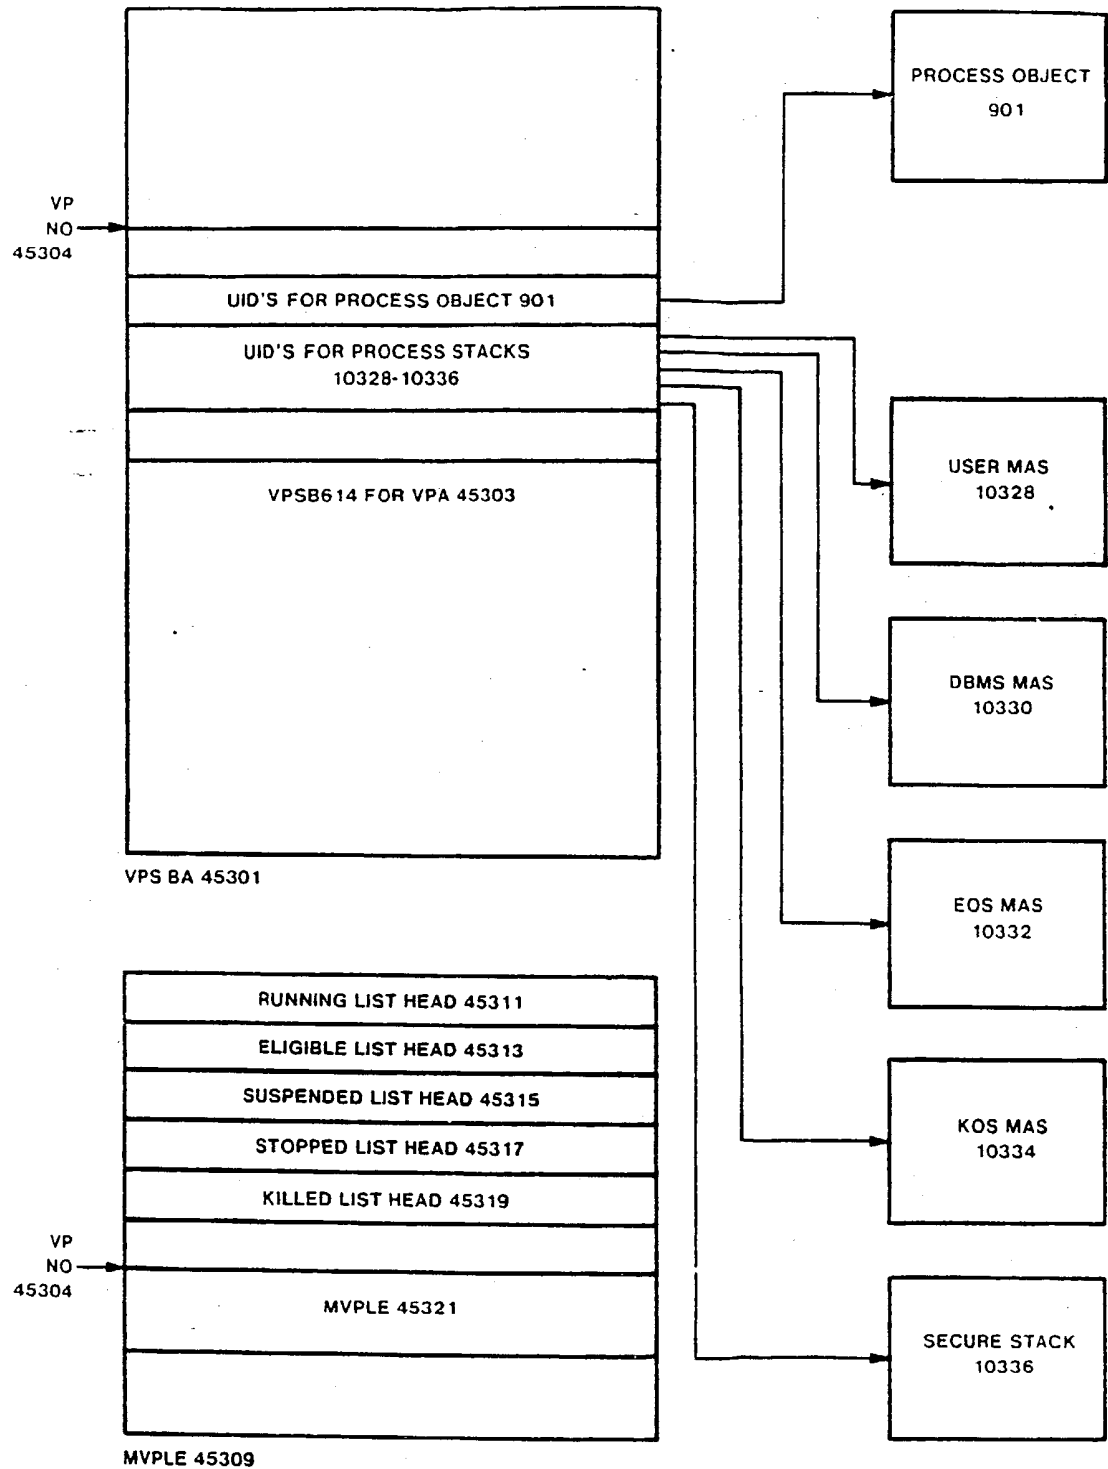 PROCESS OBJECT
901
VP
NO
45304
UID'S FOR PROCESS OBJECT 901
UID'S FOR PROCESS STACKS
10328-10336
VPSB614 FOR VPA 45303
USER MAS
10328
DBMS MAS
10330
VPS BA 45301
EOS MAS
10332
RUNNING LIST HEAD 45311
ELIGIBLE LIST HEAD 45313
SUSPENDED LIST HEAD 45315
STOPPED LIST HEAD 45317
KILLED LIST HEAD 45319
KOS MAS
10334
VP
NO
45304
MVPLE 45321
SECURE STACK
10336
MVPLE 45309